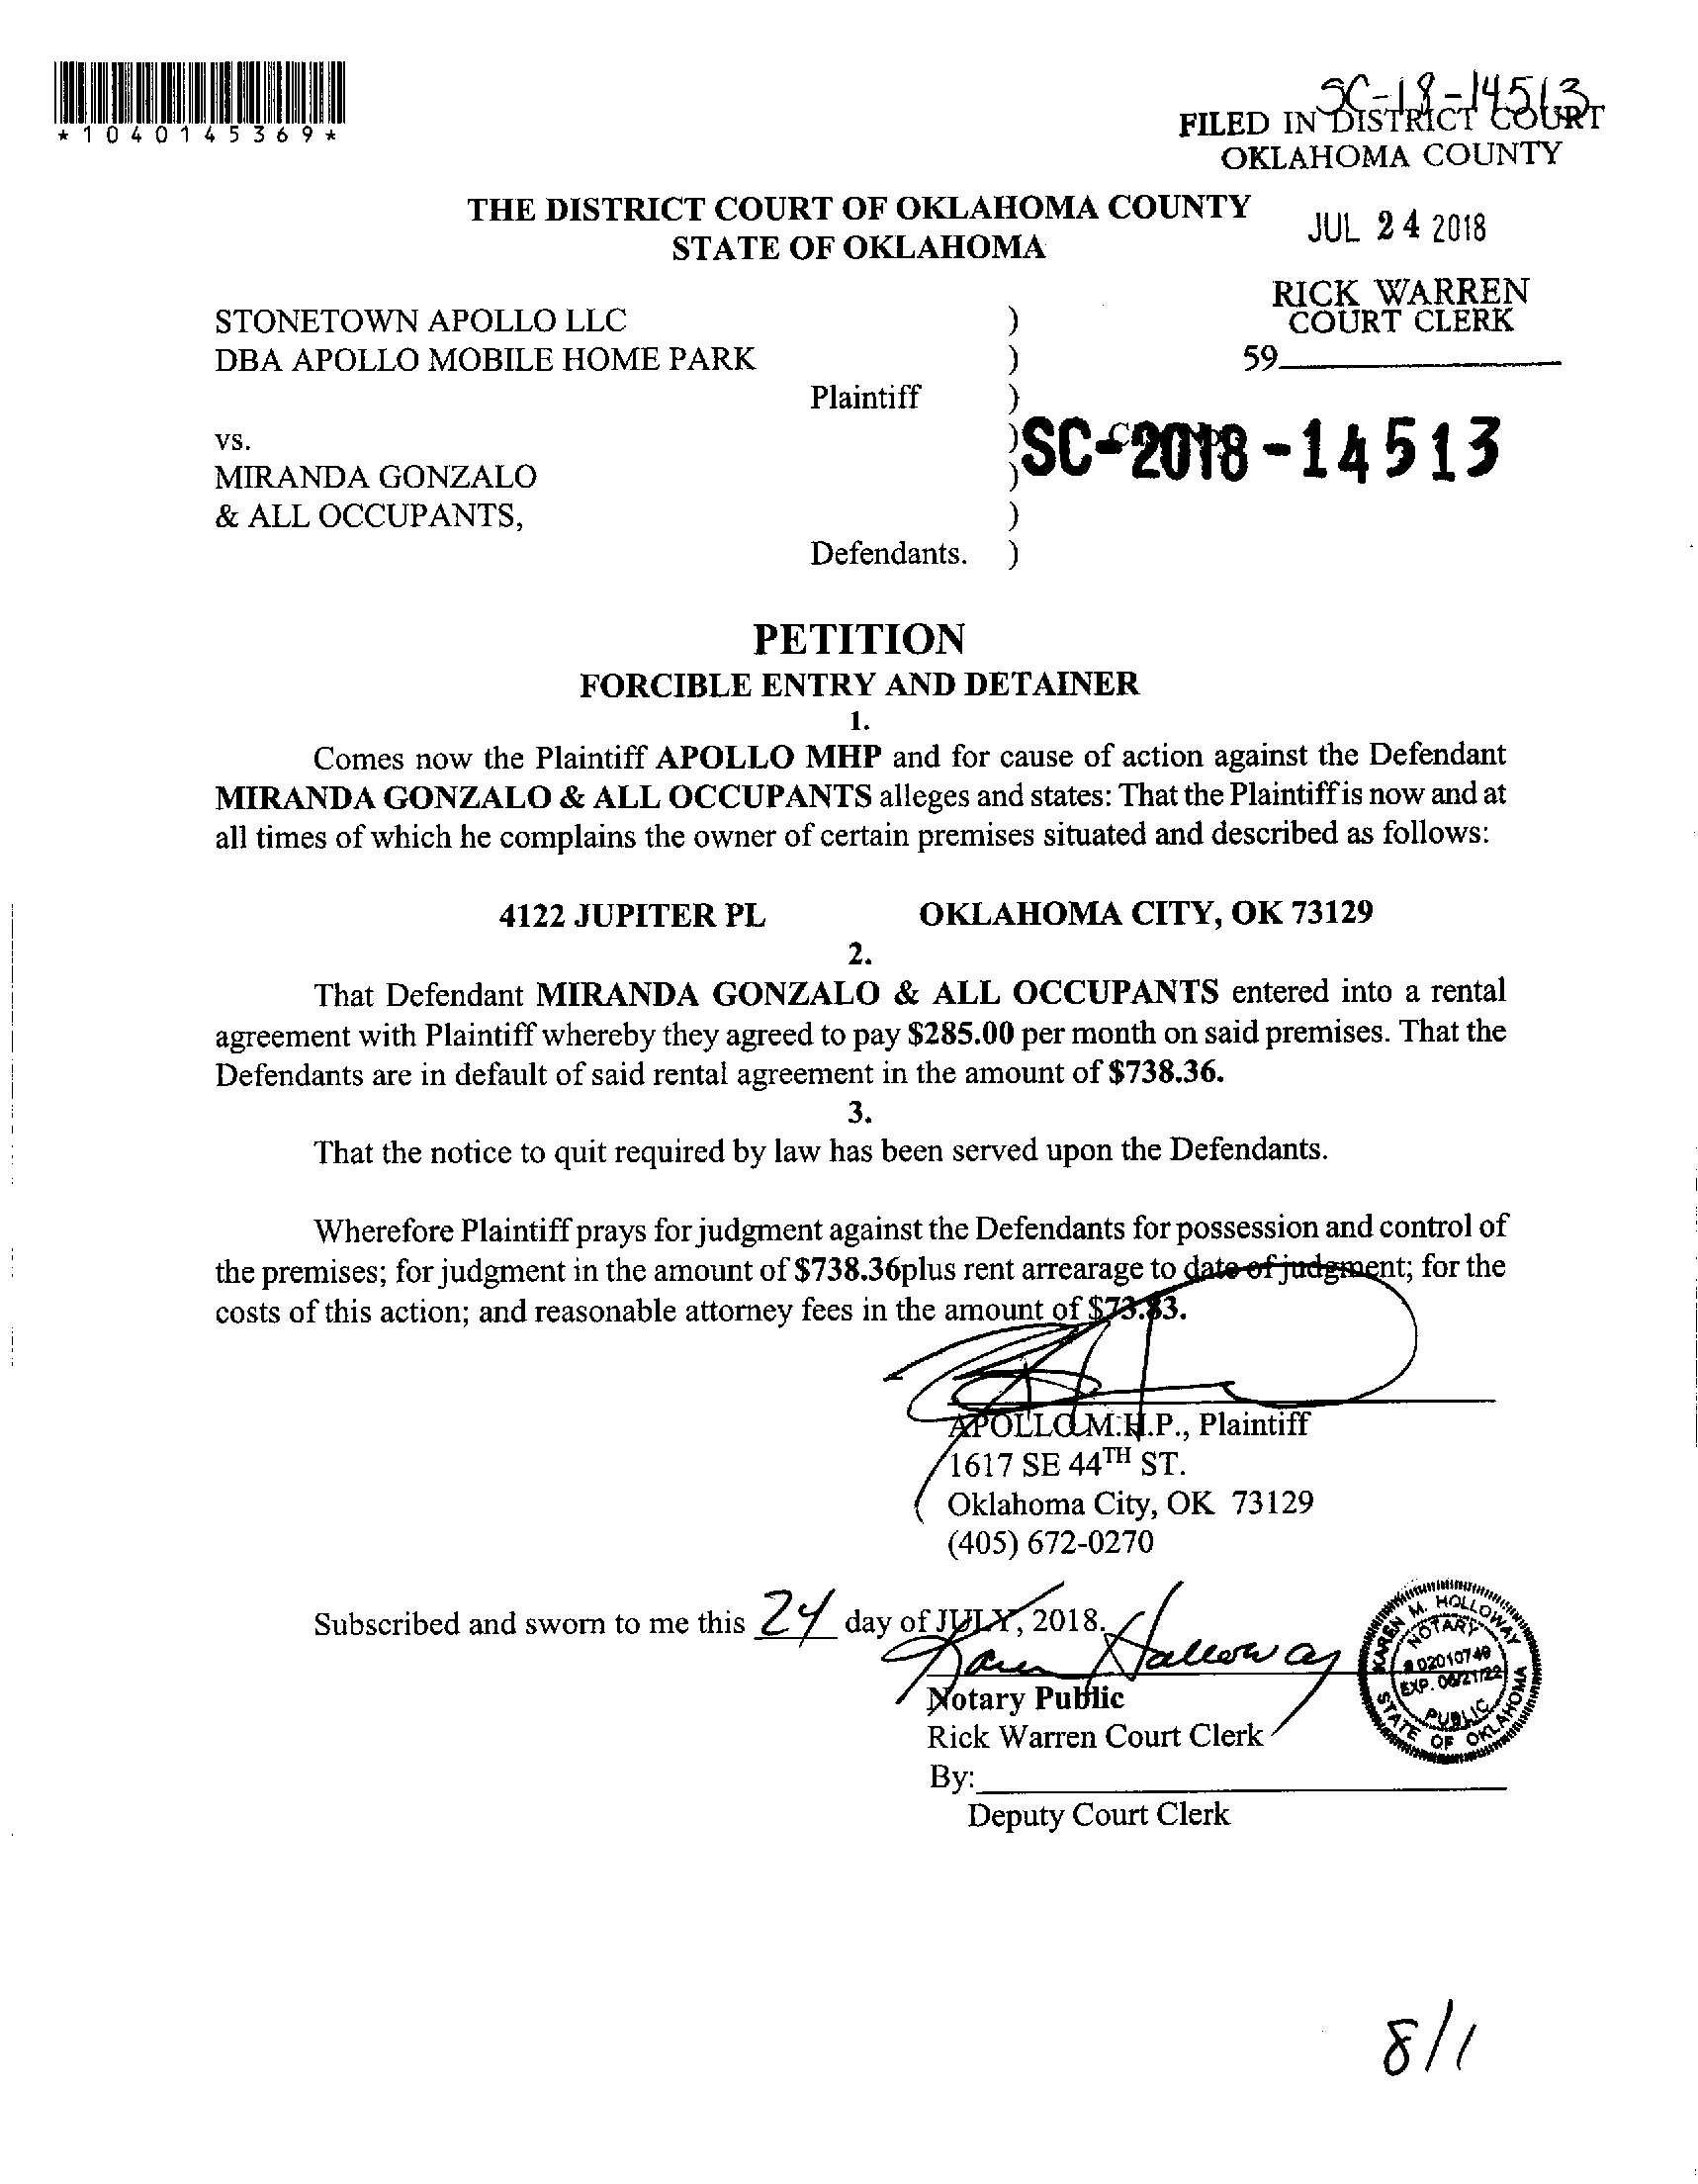 *1040145369*
SC-18-14513
FILED IN DISTRICT COURT
OKLAHOMA COUNTY
THE DISTRICT COURT OF OKLAHOMA COUNTY
STATE OF OKLAHOMA
JUL 24 2018
RICK WARREN
COURT CLERK
59
STONETOWN APOLLO LLC )
DBA APOLLO MOBILE HOME PARK )
Plaintiff )
vs. )
SC-2018-14513
MIRANDA GONZALO )
& ALL OCCUPANTS, )
Defendants. )
PETITION
FORCIBLE ENTRY AND DETAINER
1.
Comes now the Plaintiff APOLLO MHP and for cause of action against the Defendant
MIRANDA GONZALO & ALL OCCUPANTS alleges and states: That the Plaintiff is now and at
all times of which he complains the owner of certain premises situated and described as follows:
4122 JUPITER PL OKLAHOMA CITY, OK 73129
2.
That Defendant MIRANDA GONZALO & ALL OCCUPANTS entered into a rental
agreement with Plaintiff whereby they agreed to pay $285.00 per month on said premises. That the
Defendants are in default of said rental agreement in the amount of $738.36.
3.
That the notice to quit required by law has been served upon the Defendants.
Wherefore Plaintiff prays for judgment against the Defendants for possession and control of
the premises; for judgment in the amount of $738.36plus rent arrearage to date of judgment; for the
costs of this action; and reasonable attorney fees in the amount of $73.83.
APOLLO M.H.P., Plaintiff
1617 SE 44TH ST.
Oklahoma City, OK 73129
(405) 672-0270
Subscribed and sworn to me this 24 day of JULY, 2018.
Karen Holloway
Notary Public
Rick Warren Court Clerk
By:
Deputy Court Clerk
KAREN M. HOLLOWAY
NOTARY
# 02010749
EXP. 06/21/22
PUBLIC
STATE OF OKLAHOMA
8/1